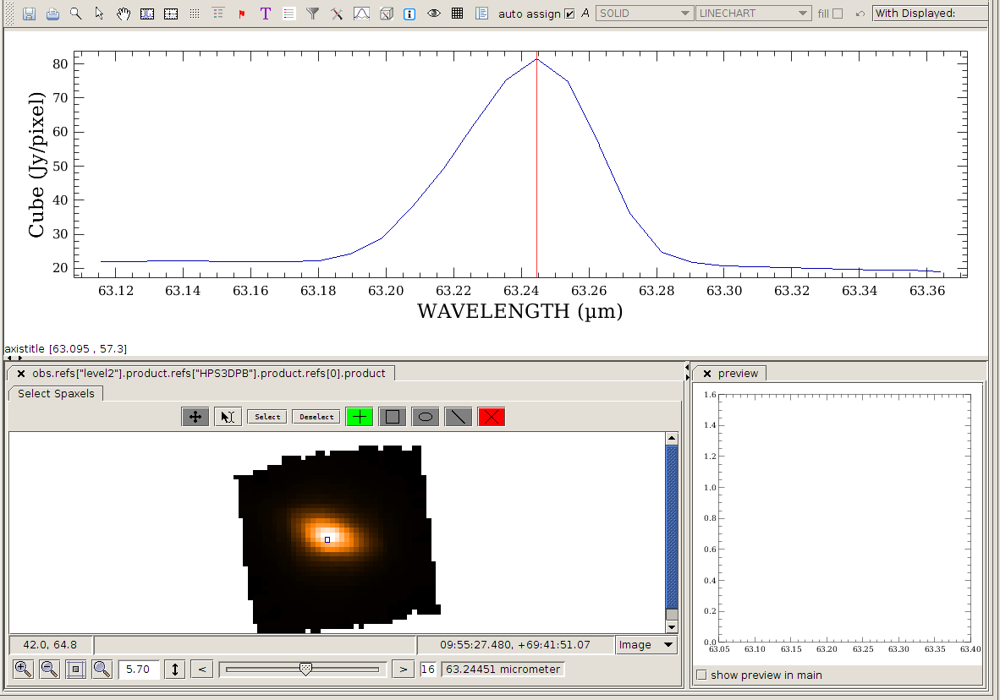 T auto assign A SOLID LINECHART fill With Displayed:
80
70
60
50
40
30
20
Cube (Jy/pixel)
63.12 63.14 63.16 63.18 63.20 63.22 63.24 63.26 63.28 63.30 63.32 63.34 63.36
WAVELENGTH (µm)
axistitle [63.095 , 57.3]
obs.refs["level2"].product.refs["HPS3DPB"].product.refs[0].product
Select Spaxels
Select Deselect
42.0, 64.8 09:55:27.480, +69:41:51.07 Image
5.70 < > 16 63.24451 micrometer
preview
1.6
1.4
1.2
1.0
0.8
0.6
0.4
0.2
0.0
63.05 63.10 63.15 63.20 63.25 63.30 63.35 63.40
show preview in main